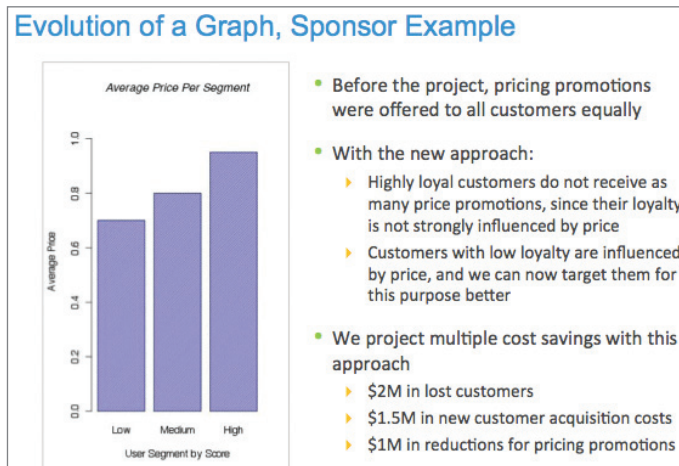 Evolution of a Graph, Sponsor Example
Average Price Per Segment
Average Price
1.0
0.8
0.6
0.4
0.2
0.0
Low Medium High
User Segment by Score
• Before the project, pricing promotions
were offered to all customers equally
• With the new approach:
Highly loyal customers do not receive as
many price promotions, since their loyalty
is not strongly influenced by price
Customers with low loyalty are influenced
by price, and we can now target them for
this purpose better
• We project multiple cost savings with this
approach
$2M in lost customers
$1.5M in new customer acquisition costs
$1M in reductions for pricing promotions